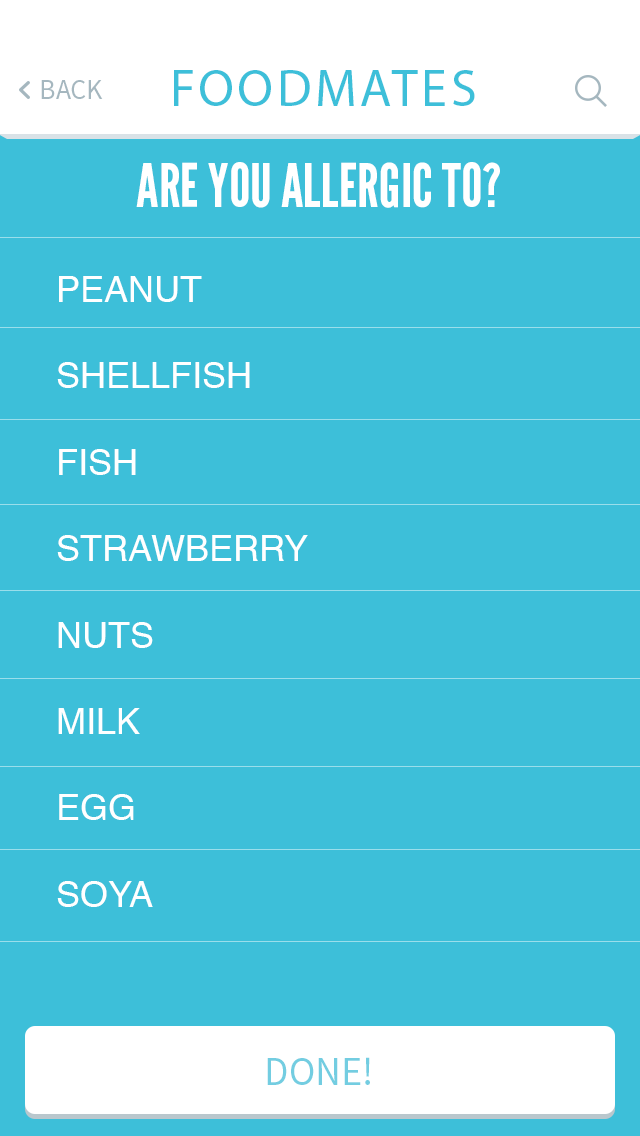 BACK
FOODMATES
ARE YOU ALLERGIC TO?
PEANUT
SHELLFISH
FISH
STRAWBERRY
NUTS
MILK
EGG
SOYA
DONE!